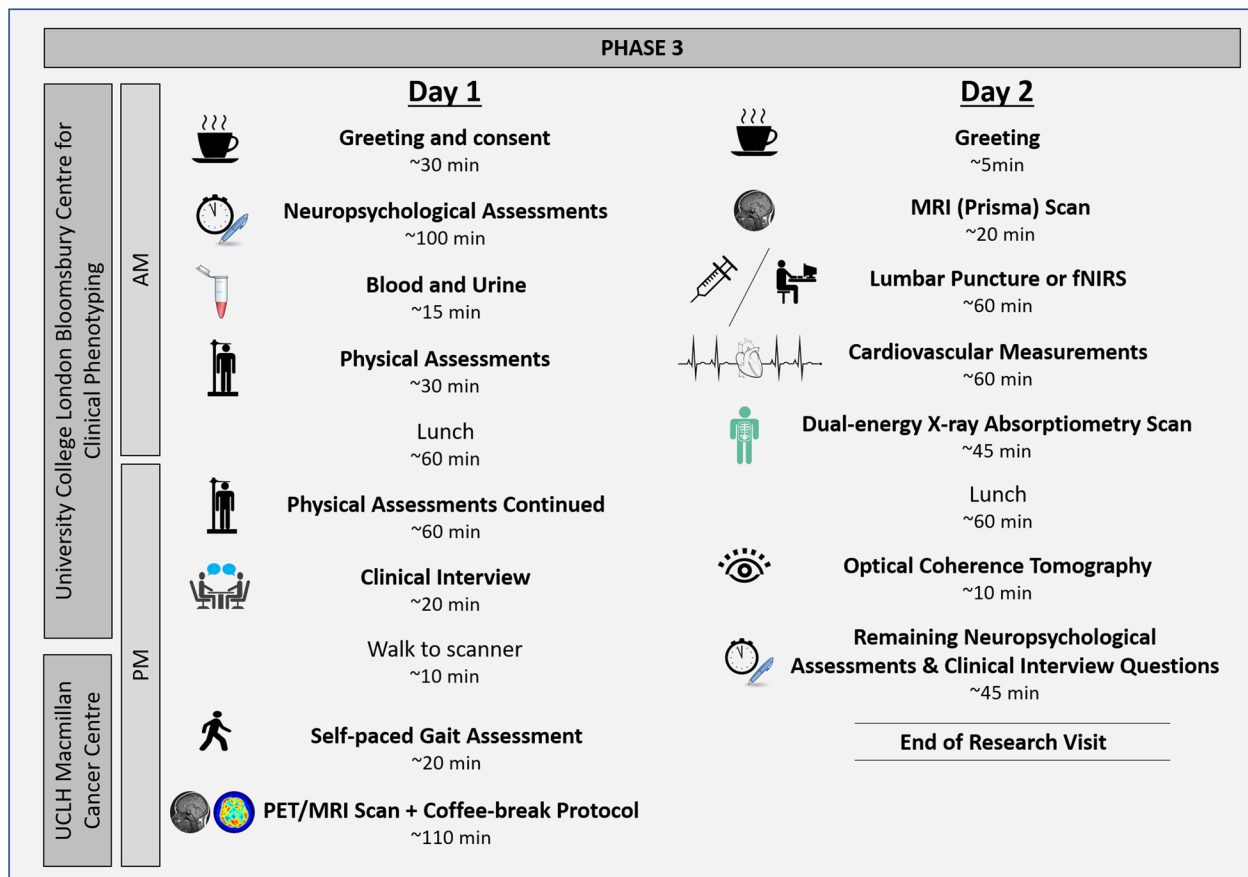 PHASE 3
University College London Bloomsbury Centre for
Clinical Phenotyping
UCLH Macmillan
Cancer Centre
AM
PM
Day 1
Greeting and consent
~30 min
Neuropsychological Assessments
~100 min
Blood and Urine
~15 min
Physical Assessments
~30 min
Lunch
~60 min
Physical Assessments Continued
~60 min
Clinical Interview
~20 min
Walk to scanner
~10 min
Self-paced Gait Assessment
~20 min
PET/MRI Scan + Coffee-break Protocol
~110 min
Day 2
Greeting
~5min
MRI (Prisma) Scan
~20 min
Lumbar Puncture or fNIRS
~60 min
Cardiovascular Measurements
~60 min
Dual-energy X-ray Absorptiometry Scan
~45 min
Lunch
~60 min
Optical Coherence Tomography
~10 min
Remaining Neuropsychological
Assessments & Clinical Interview Questions
~45 min
End of Research Visit